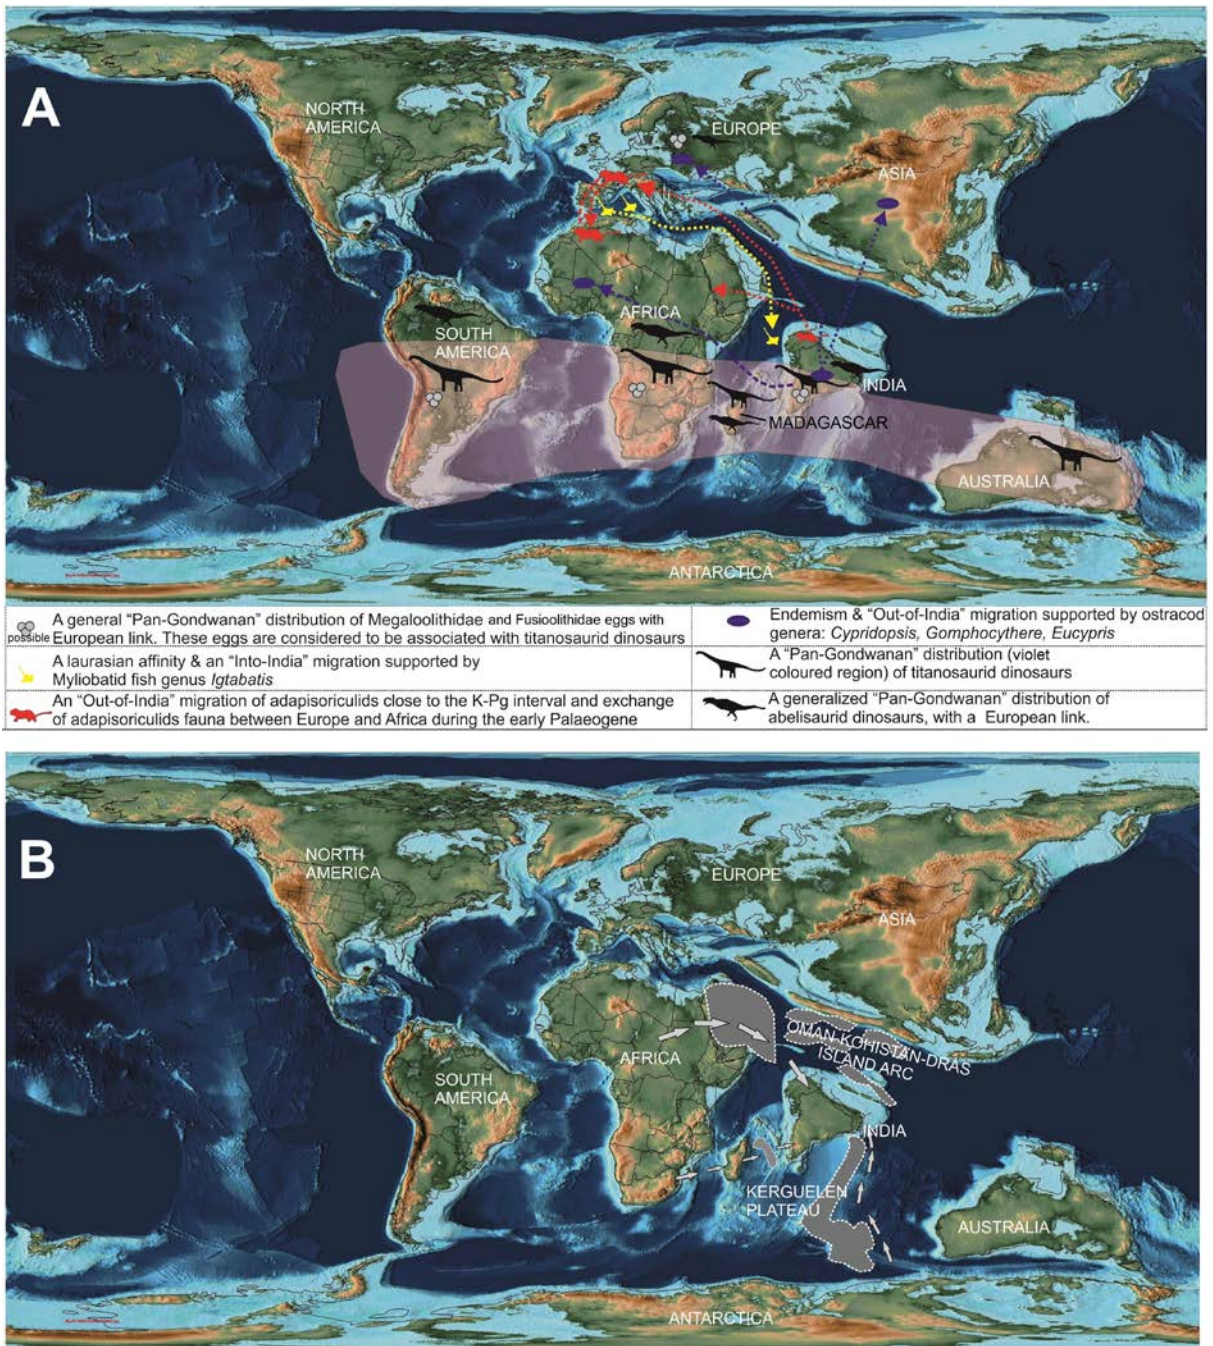 A
NORTH
AMERICA
EUROPE
ASIA
AFRICA
SOUTH
AMERICA
INDIA
MADAGASCAR
AUSTRALIA
ANTARCTICA
possible
A general “Pan-Gondwanan” distribution of Megaloolithidae and Fusioolithidae eggs with
European link. These eggs are considered to be associated with titanosaurid dinosaurs
A laurasian affinity & an “Into-India” migration supported by
Myliobatid fish genus Igtabatis
An “Out-of-India” migration of adapisoriculids close to the K-Pg interval and exchange
of adapisoriculids fauna between Europe and Africa during the early Palaeogene
Endemism & “Out-of-India” migration supported by ostracod
genera: Cypridopsis, Gomphocythere, Eucypris
A “Pan-Gondwanan” distribution (violet
coloured region) of titanosaurid dinosaurs
A generalized “Pan-Gondwanan” distribution of
abelisaurid dinosaurs, with a European link.
B
NORTH
AMERICA
EUROPE
ASIA
OMAN-KOHISTAN-DRAS
ISLAND ARC
AFRICA
SOUTH
AMERICA
INDIA
KERGUELEN
PLATEAU
AUSTRALIA
ANTARCTICA